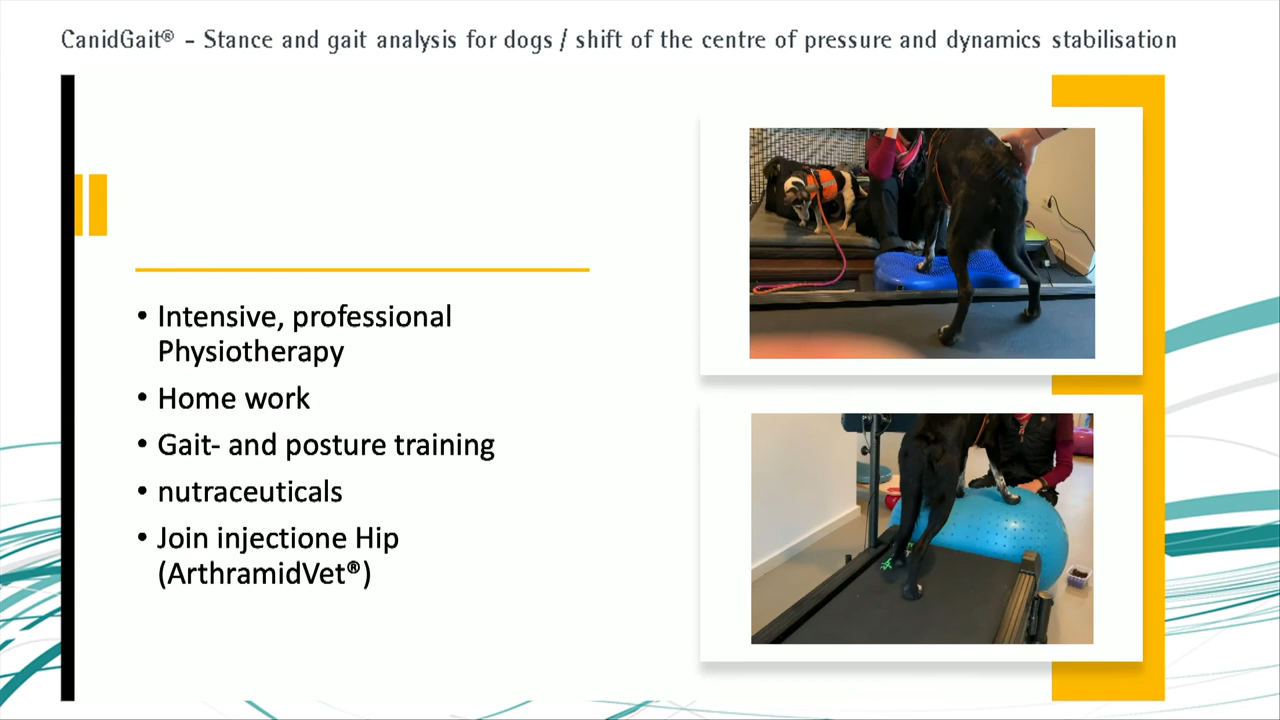 CanidGait® - Stance and gait analysis for dogs / shift of the centre of pressure and dynamics stabilisation
• Intensive, professional
Physiotherapy
• Home work
• Gait- and posture training
• nutraceuticals
• Join injectione Hip
(ArthramidVet®)